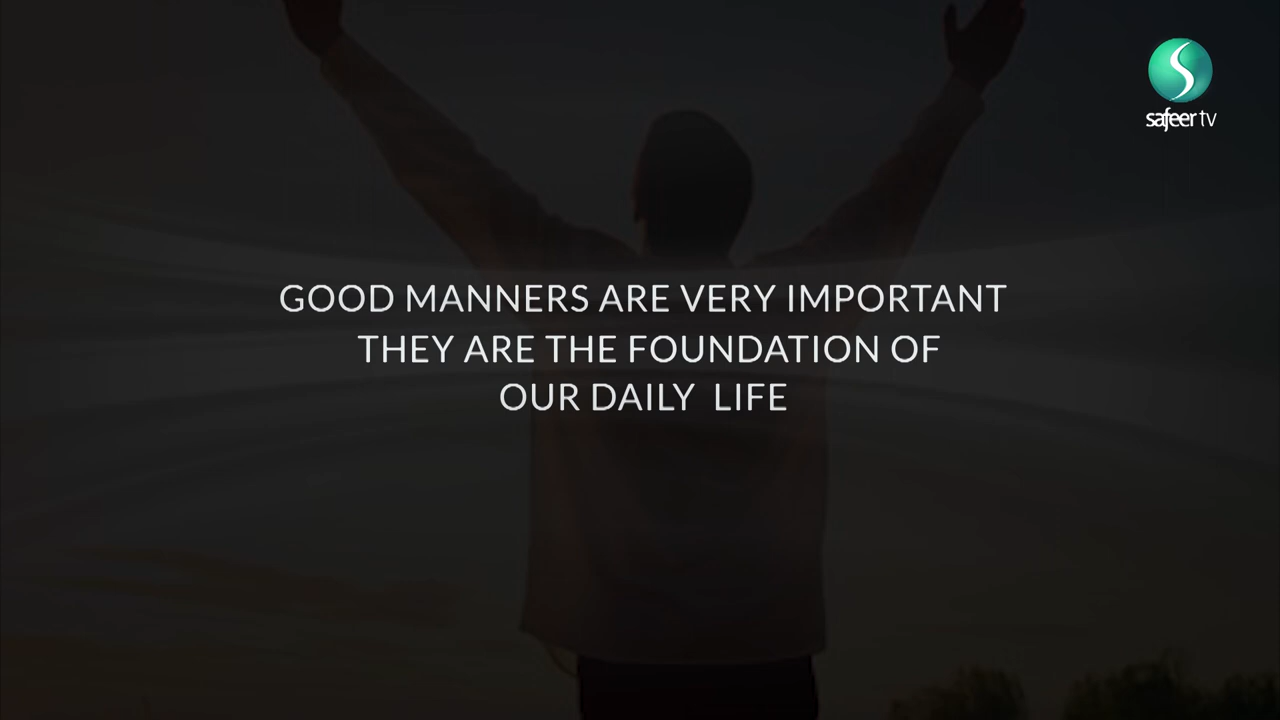 safeer tv
GOOD MANNERS ARE VERY IMPORTANT
THEY ARE THE FOUNDATION OF
OUR DAILY LIFE